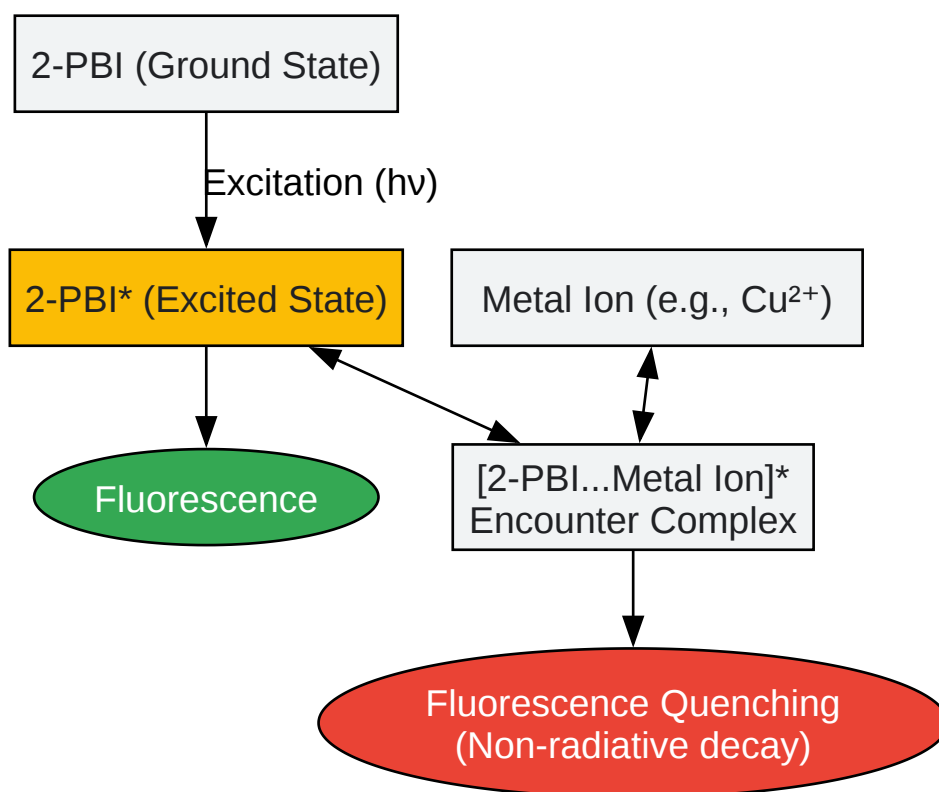 2-PBI (Ground State)
Excitation (hν)
2-PBI* (Excited State)
Metal Ion (e.g., Cu²⁺)
Fluorescence
[2-PBI...Metal Ion]*
Encounter Complex
Fluorescence Quenching
(Non-radiative decay)